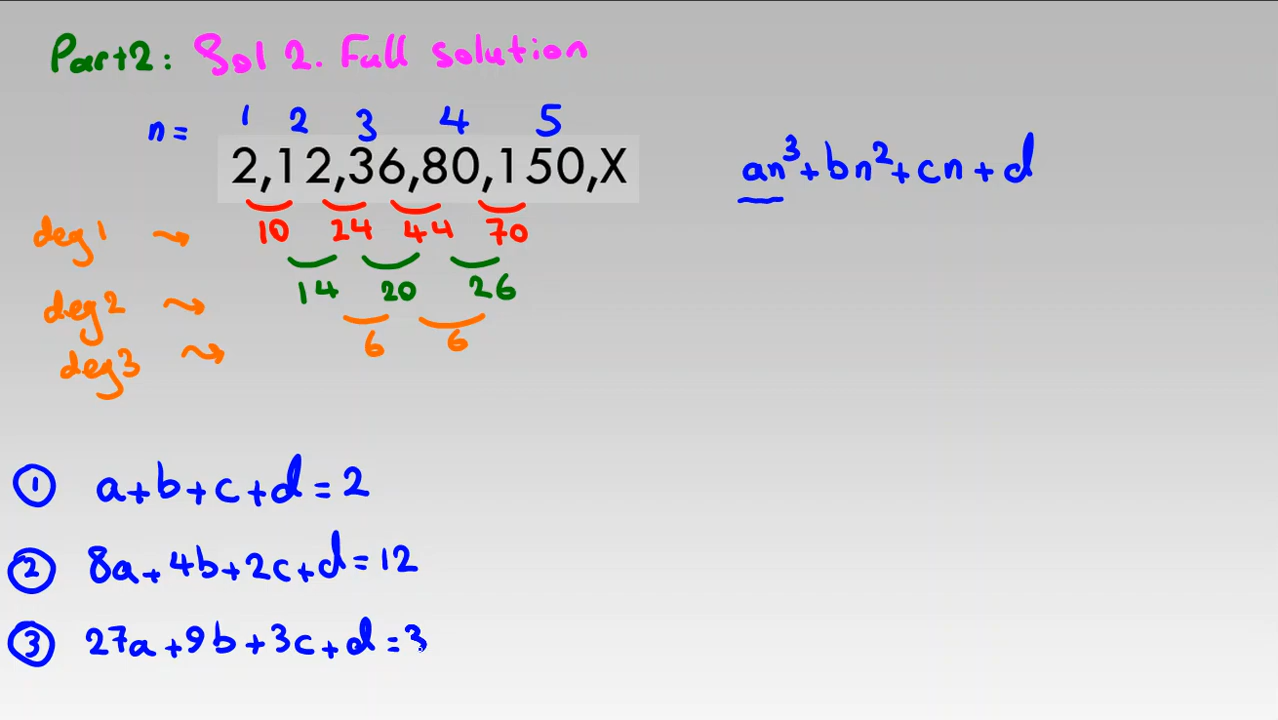 Part2: Sol 2. Full solution
n= 1 2 3 4 5
2,12,36,80,150,X
an³+bn²+cn+d
deg1 → 10 24 44 70
deg2 → 14 20 26
deg3 → 6 6
① a+b+c+d=2
② 8a+4b+2c+d=12
③ 27a+9b+3c+d=3